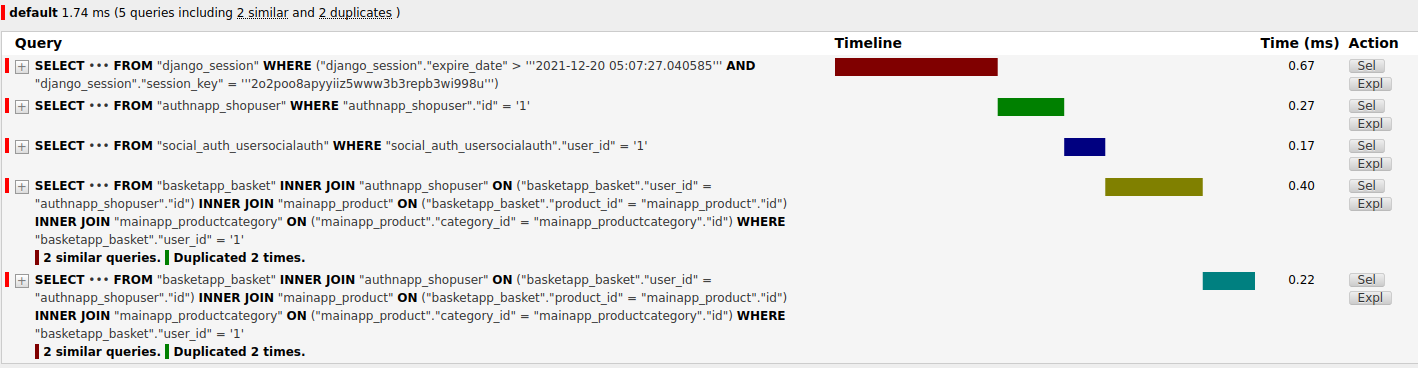 default 1.74 ms (5 queries including 2 similar and 2 duplicates )
Query Timeline Time (ms) Action
+ SELECT ••• FROM "django_session" WHERE ("django_session"."expire_date" > '''2021-12-20 05:07:27.040585''' AND 0.67 Sel
"django_session"."session_key" = '''2o2poo8apyyiiz5www3b3repb3wi998u''') Expl
+ SELECT ••• FROM "authnapp_shopuser" WHERE "authnapp_shopuser"."id" = '1' 0.27 Sel
Expl
+ SELECT ••• FROM "social_auth_usersocialauth" WHERE "social_auth_usersocialauth"."user_id" = '1' 0.17 Sel
Expl
+ SELECT ••• FROM "basketapp_basket" INNER JOIN "authnapp_shopuser" ON ("basketapp_basket"."user_id" = 0.40 Sel
"authnapp_shopuser"."id") INNER JOIN "mainapp_product" ON ("basketapp_basket"."product_id" = "mainapp_product"."id") Expl
INNER JOIN "mainapp_productcategory" ON ("mainapp_product"."category_id" = "mainapp_productcategory"."id") WHERE
"basketapp_basket"."user_id" = '1'
2 similar queries. Duplicated 2 times.
+ SELECT ••• FROM "basketapp_basket" INNER JOIN "authnapp_shopuser" ON ("basketapp_basket"."user_id" = 0.22 Sel
"authnapp_shopuser"."id") INNER JOIN "mainapp_product" ON ("basketapp_basket"."product_id" = "mainapp_product"."id") Expl
INNER JOIN "mainapp_productcategory" ON ("mainapp_product"."category_id" = "mainapp_productcategory"."id") WHERE
"basketapp_basket"."user_id" = '1'
2 similar queries. Duplicated 2 times.